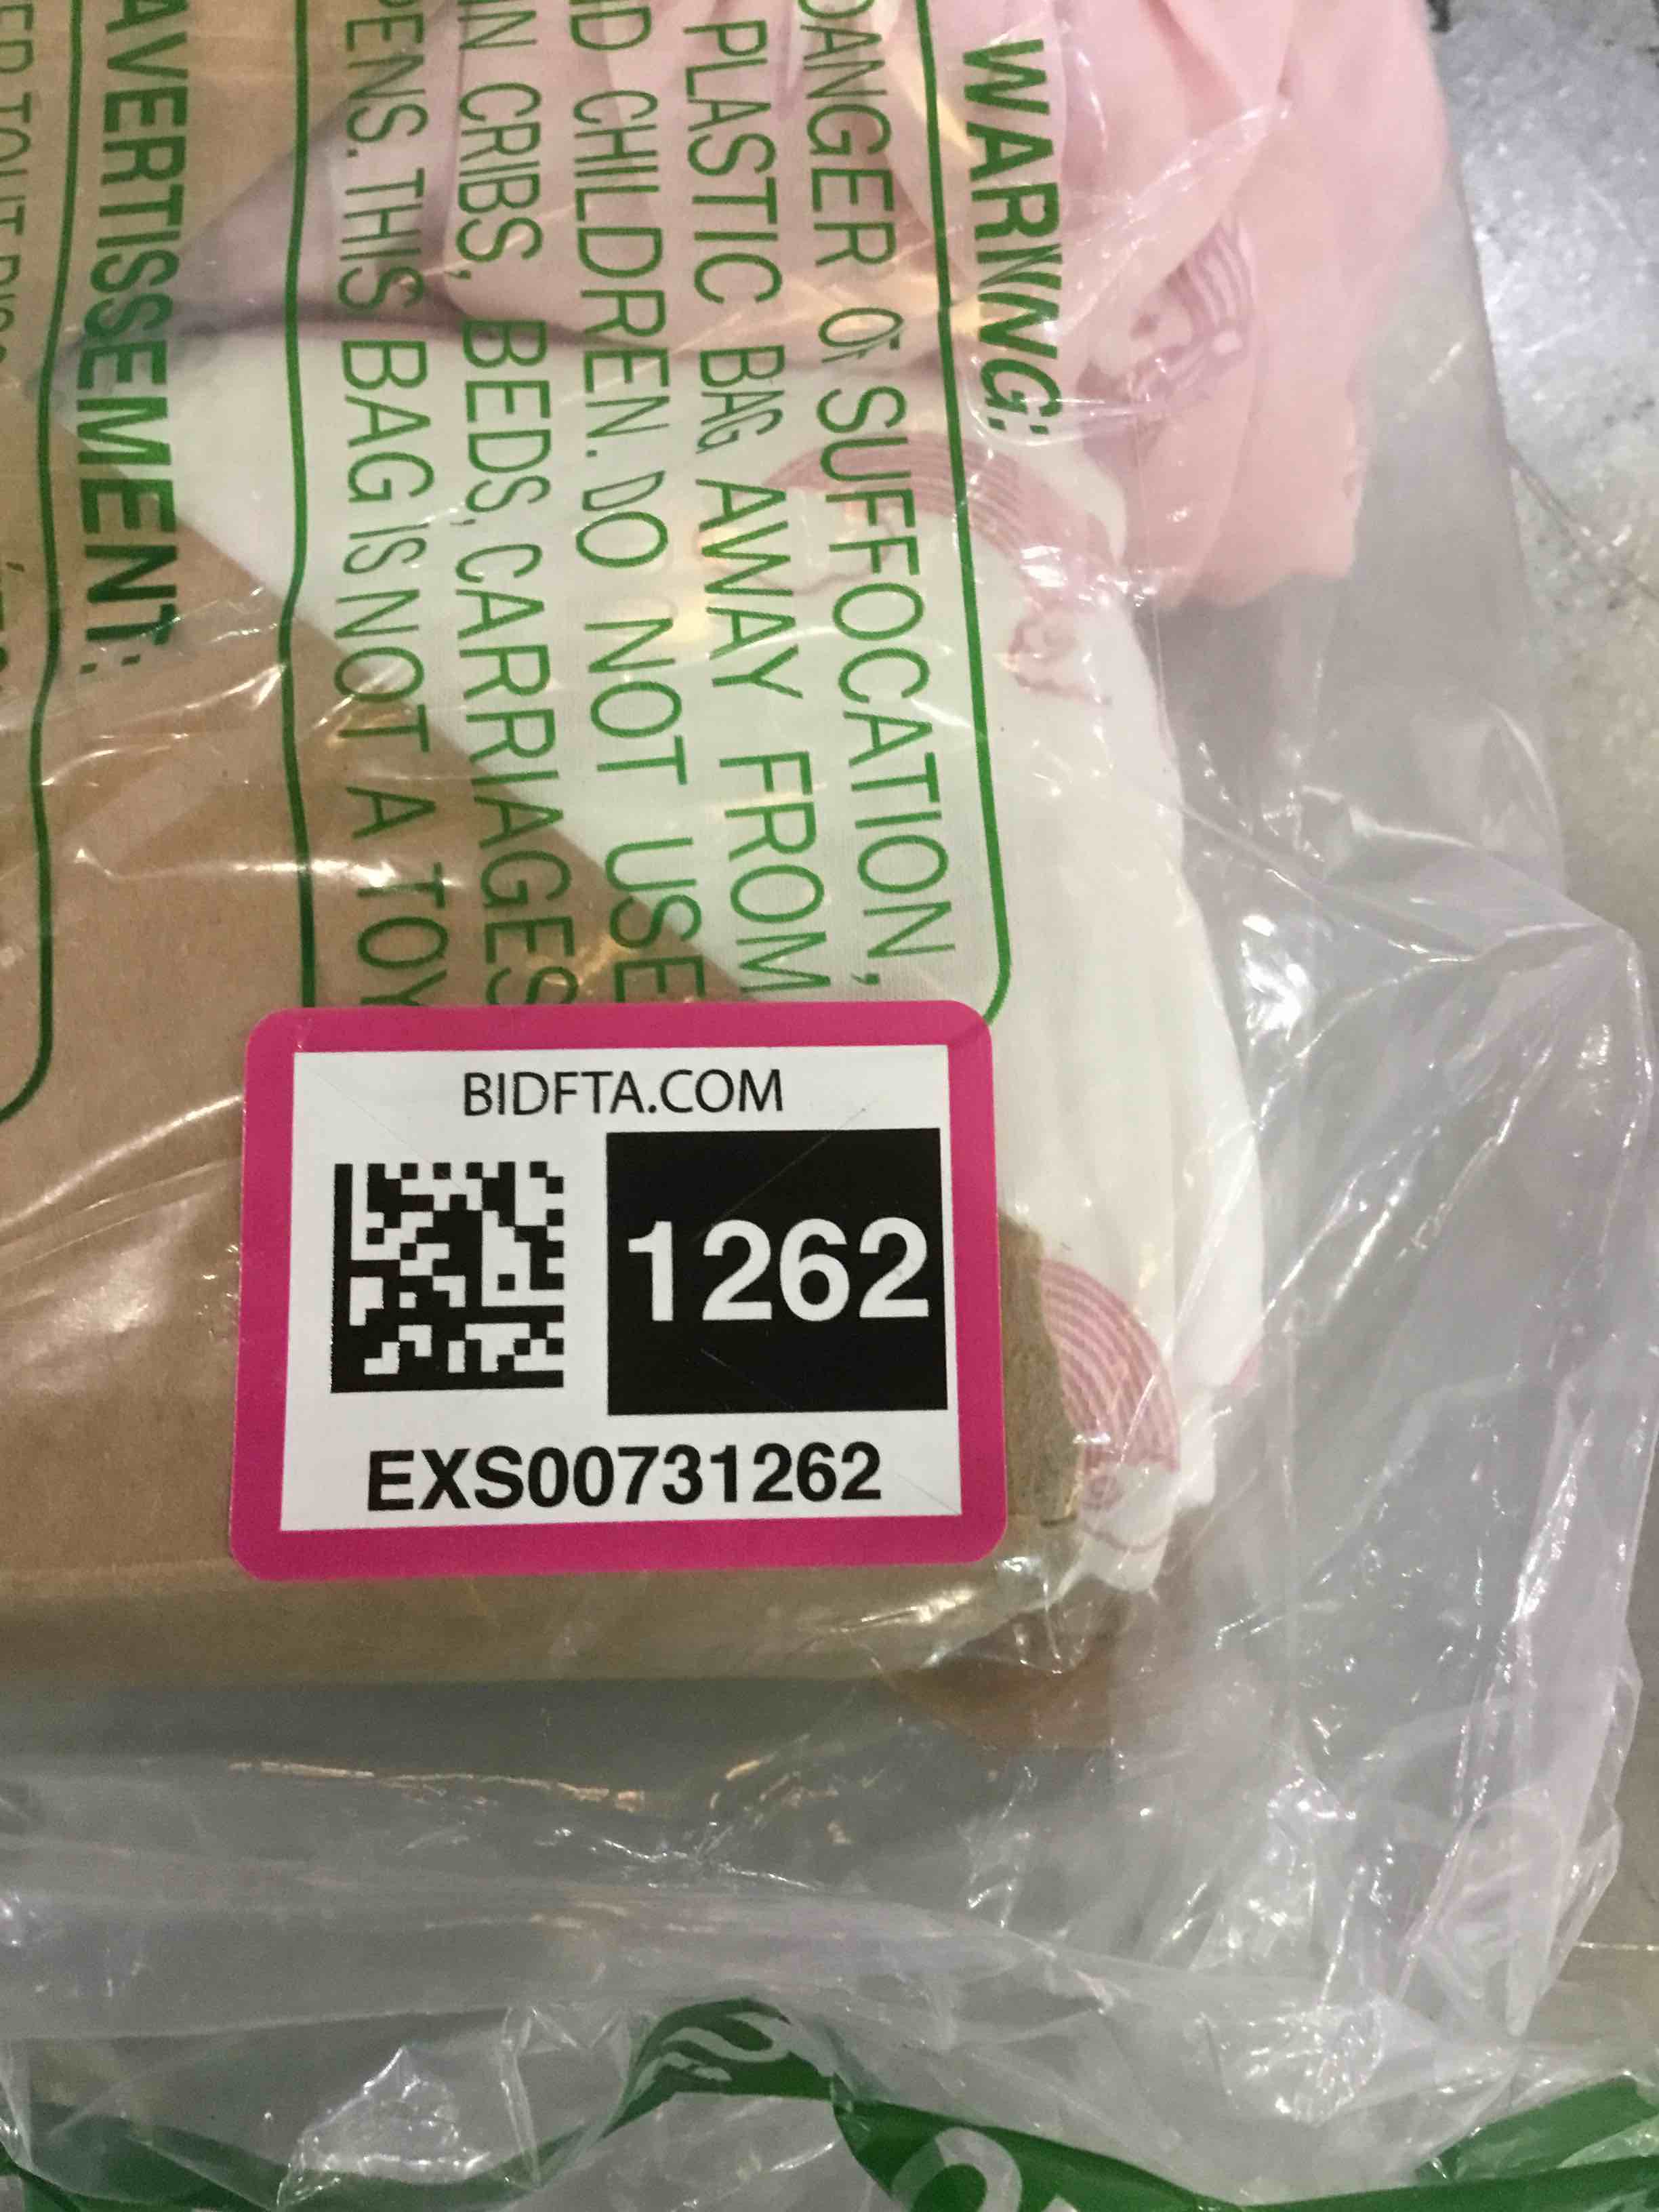 WARNING:
DANGER OF SUFFOCATION,
PLASTIC BAG AWAY FROM
CHILDREN. DO NOT USE
IN CRIBS, BEDS, CARRIAGES
PENS. THIS BAG IS NOT A TOY
AVERTISSEMENT:
BIDFTA.COM
1262
EXS00731262